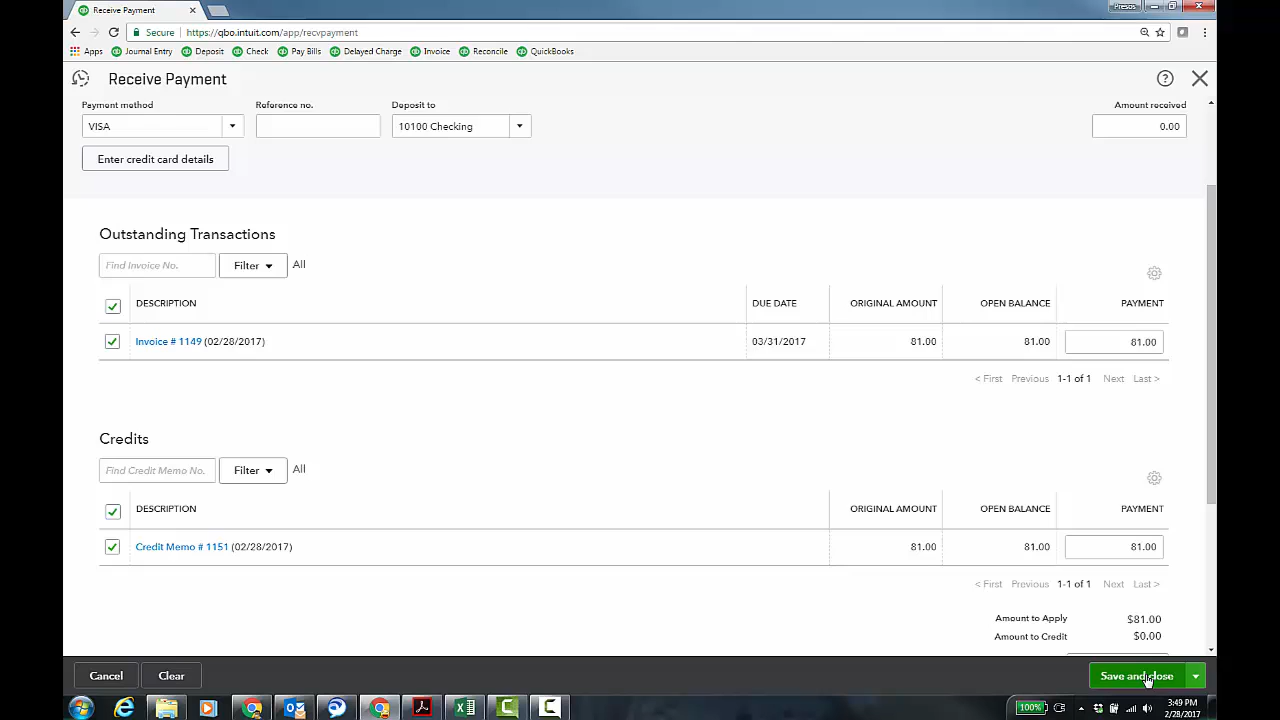 Receive Payment
Presos
Secure https://qbo.intuit.com/app/recvpayment
Apps Journal Entry Deposit Check Pay Bills Delayed Charge Invoice Reconcile QuickBooks
Receive Payment
Payment method Reference no. Deposit to Amount received
VISA 10100 Checking 0.00
Enter credit card details
Outstanding Transactions
Find Invoice No. Filter All
DESCRIPTION DUE DATE ORIGINAL AMOUNT OPEN BALANCE PAYMENT
Invoice # 1149 (02/28/2017) 03/31/2017 81.00 81.00 81.00
< First Previous 1-1 of 1 Next Last >
Credits
Find Credit Memo No. Filter All
DESCRIPTION ORIGINAL AMOUNT OPEN BALANCE PAYMENT
Credit Memo # 1151 (02/28/2017) 81.00 81.00 81.00
< First Previous 1-1 of 1 Next Last >
Amount to Apply $81.00
Amount to Credit $0.00
Cancel Clear Save and close
100% 3:49 PM
2/28/2017